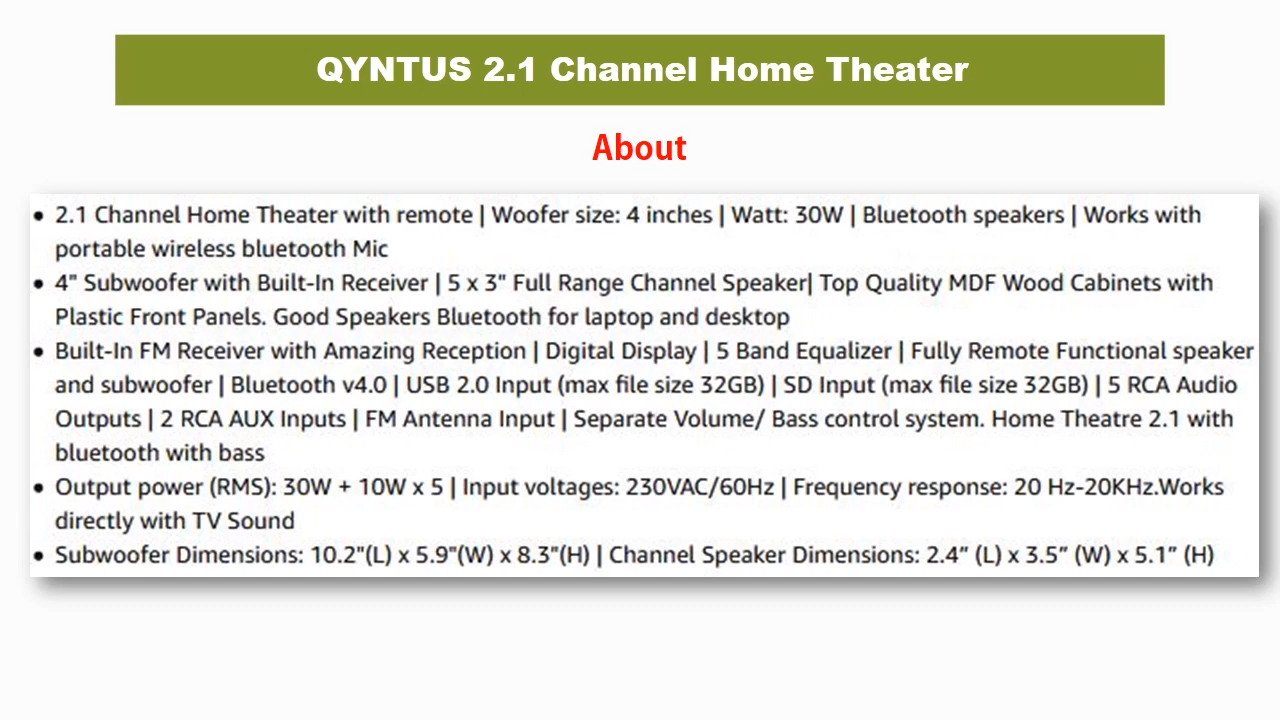 QYNTUS 2.1 Channel Home Theater
About
• 2.1 Channel Home Theater with remote | Woofer size: 4 inches | Watt: 30W | Bluetooth speakers | Works with
portable wireless bluetooth Mic
• 4" Subwoofer with Built-In Receiver | 5 x 3" Full Range Channel Speaker| Top Quality MDF Wood Cabinets with
Plastic Front Panels. Good Speakers Bluetooth for laptop and desktop
• Built-In FM Receiver with Amazing Reception | Digital Display | 5 Band Equalizer | Fully Remote Functional speaker
and subwoofer | Bluetooth v4.0 | USB 2.0 Input (max file size 32GB) | SD Input (max file size 32GB) | 5 RCA Audio
Outputs | 2 RCA AUX Inputs | FM Antenna Input | Separate Volume/ Bass control system. Home Theatre 2.1 with
bluetooth with bass
• Output power (RMS): 30W + 10W x 5 | Input voltages: 230VAC/60Hz | Frequency response: 20 Hz-20KHz.Works
directly with TV Sound
• Subwoofer Dimensions: 10.2"(L) x 5.9"(W) x 8.3"(H) | Channel Speaker Dimensions: 2.4” (L) x 3.5” (W) x 5.1” (H)